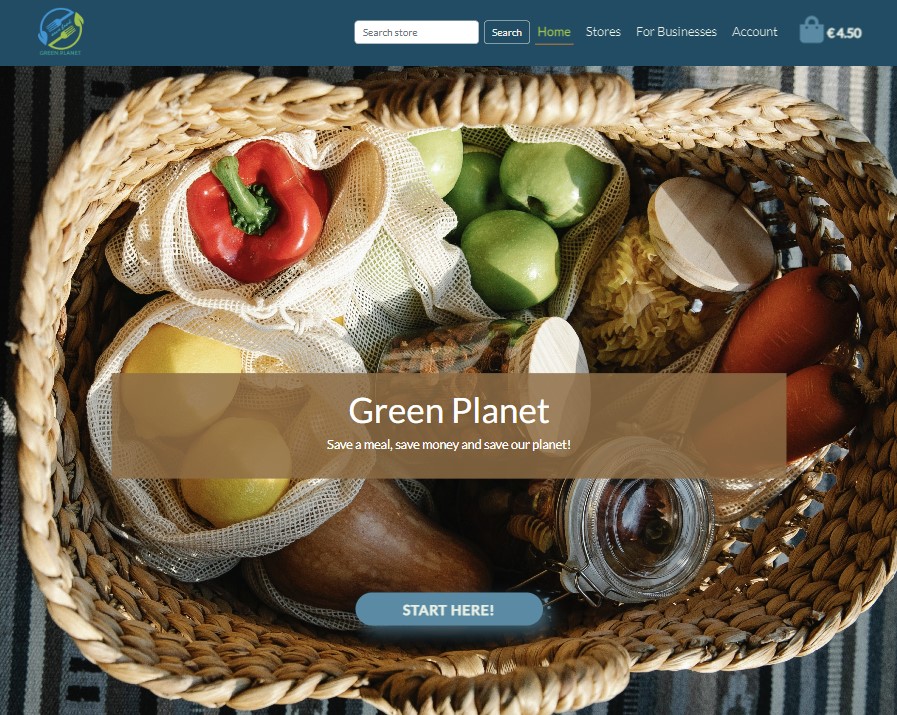 GREEN PLANET
Search store
Search
Home
Stores
For Businesses
Account
€4.50
Green Planet
Save a meal, save money and save our planet!
START HERE!